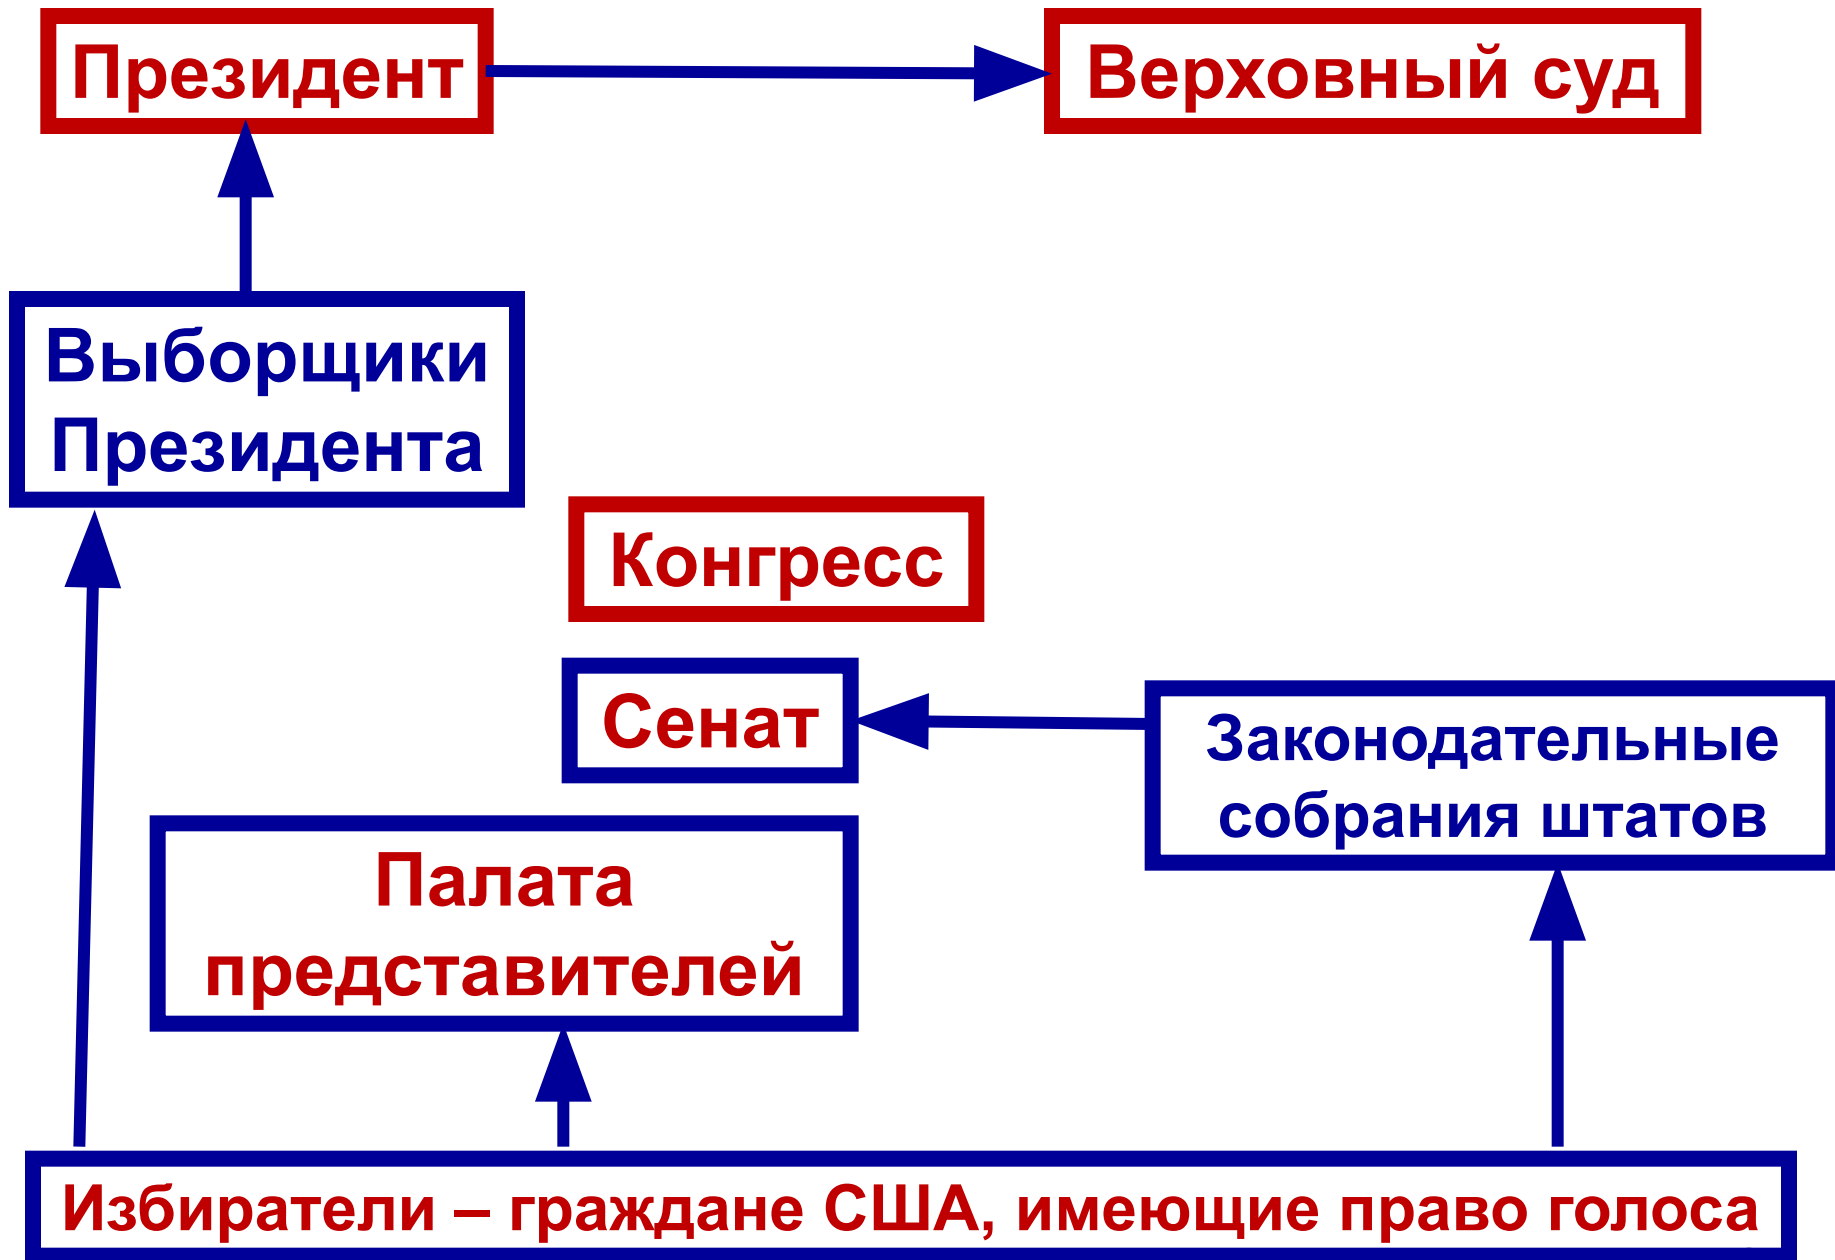 Президент
Верховный суд
Выборщики
Президента
Конгресс
Сенат
Законодательные
собрания штатов
Палата
представителей
Избиратели – граждане США, имеющие право голоса